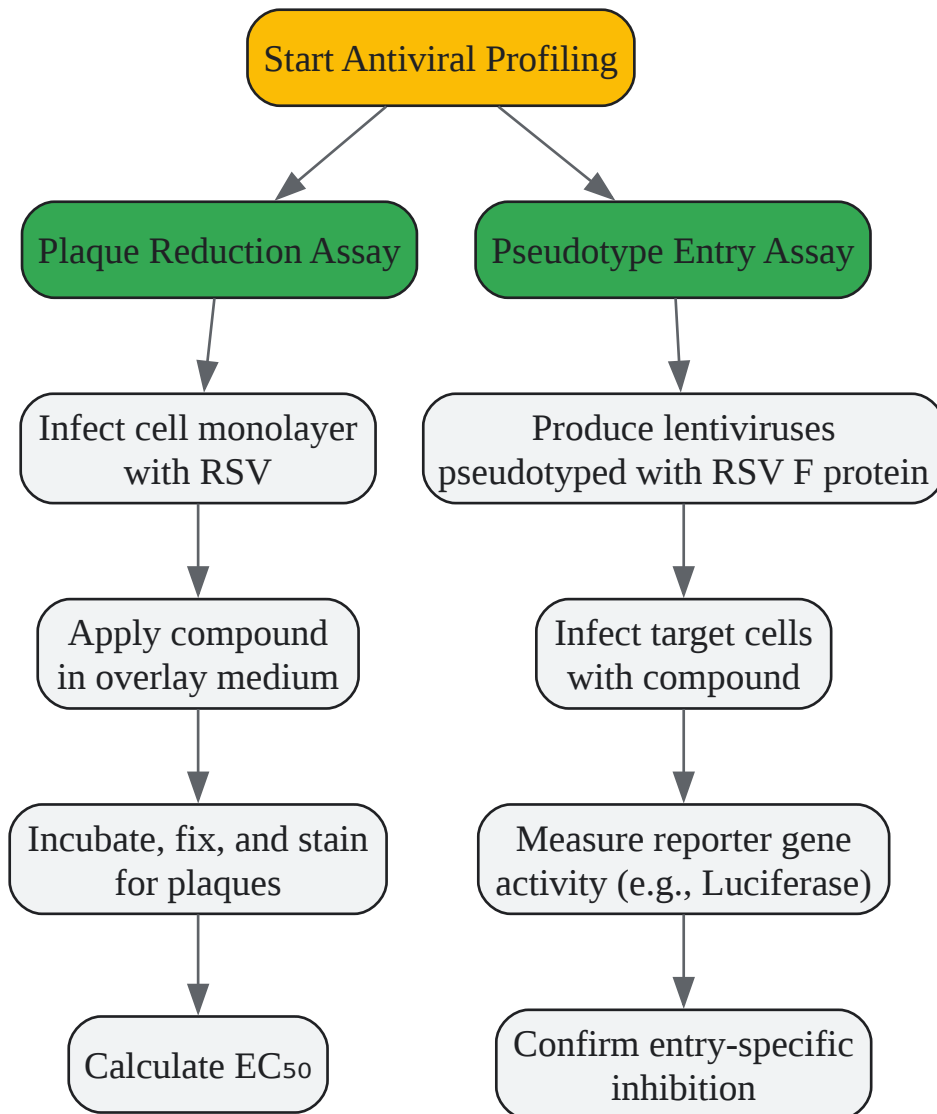 Start Antiviral Profiling
Plaque Reduction Assay
Pseudotype Entry Assay
Infect cell monolayer
with RSV
Produce lentiviruses
pseudotyped with RSV F protein
Apply compound
in overlay medium
Infect target cells
with compound
Incubate, fix, and stain
for plaques
Measure reporter gene
activity (e.g., Luciferase)
Calculate EC₅₀
Confirm entry-specific
inhibition